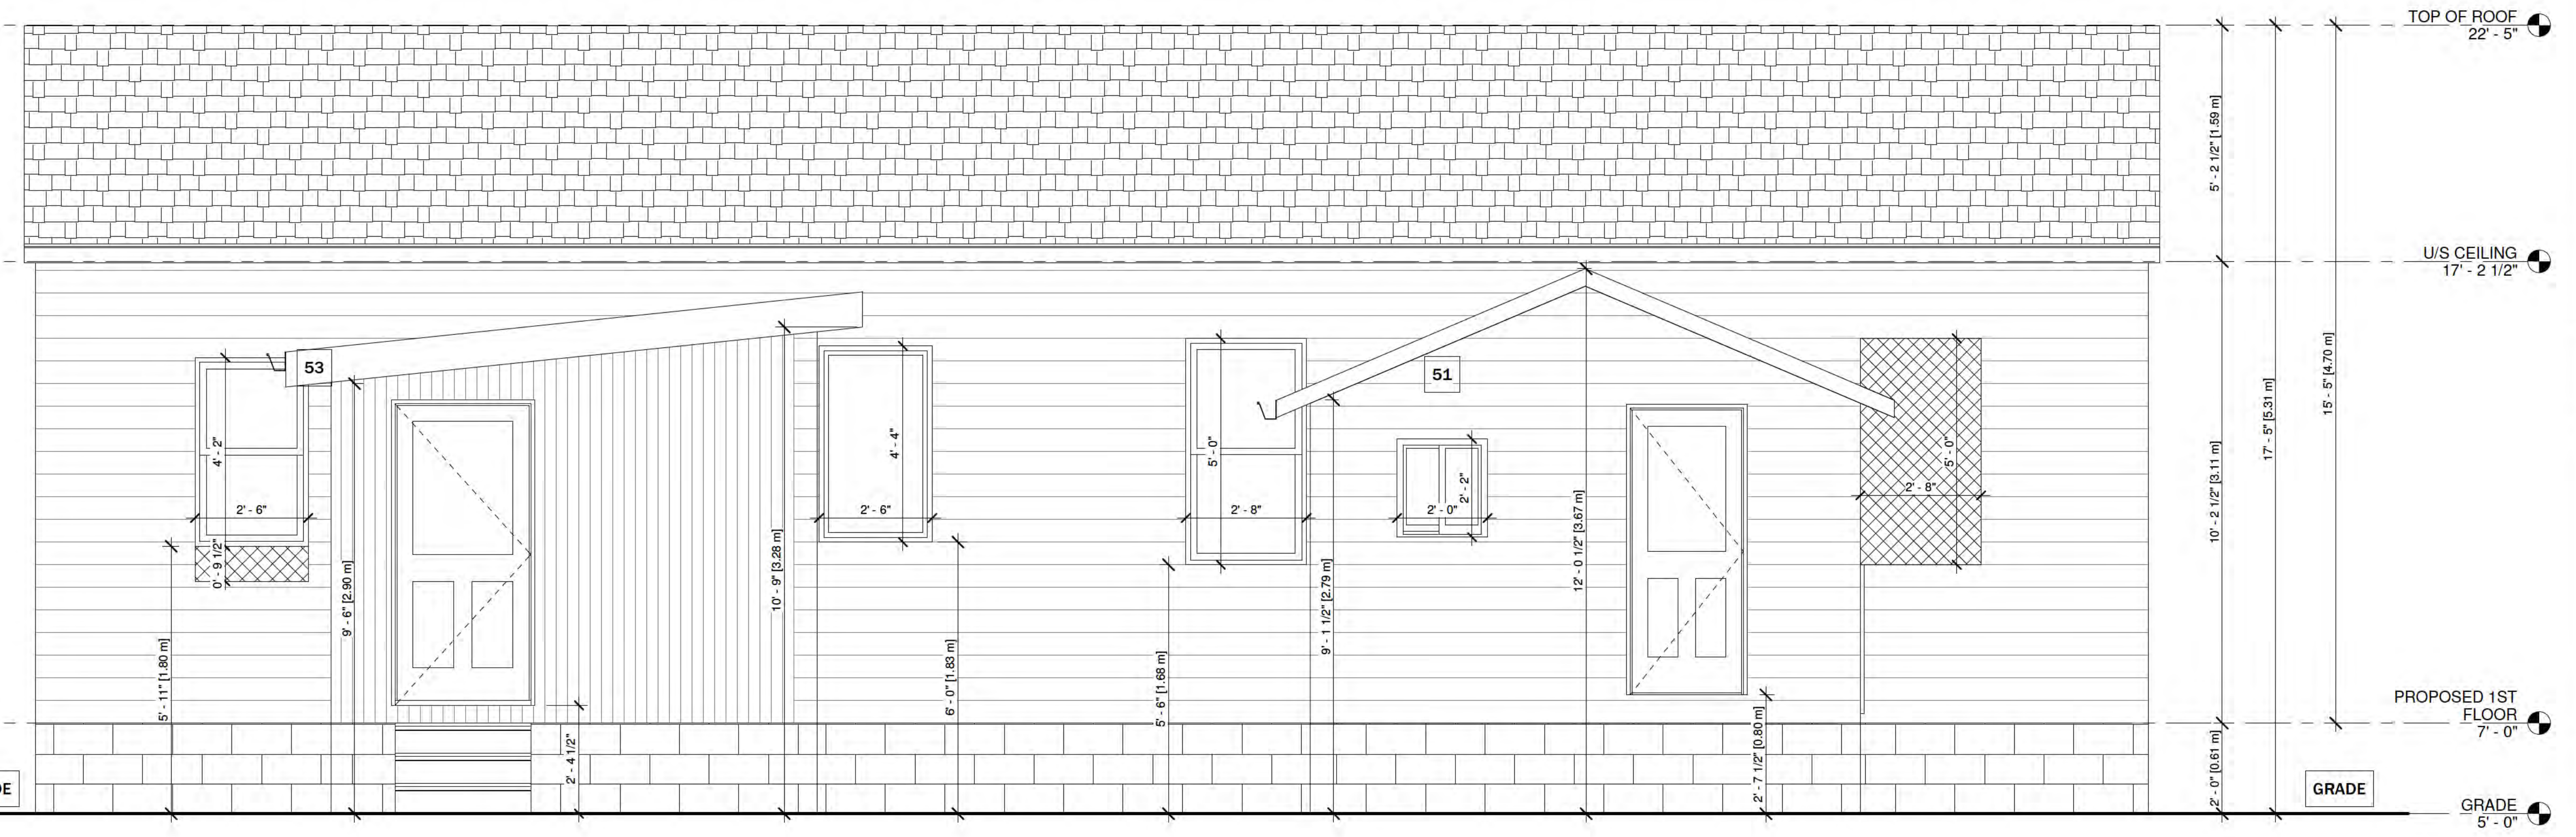 TOP OF ROOF
22' - 5"
5' - 2 1/2" [1.59 m]
U/S CEILING
17' - 2 1/2"
53
51
4' - 2"
2' - 6"
0' - 9 1/2"
5' - 11" [1.80 m]
9' - 6" [2.90 m]
2' - 4 1/2"
10' - 9" [3.28 m]
4' - 4"
2' - 6"
6' - 0" [1.83 m]
5' - 0"
2' - 8"
5' - 6" [1.68 m]
9' - 1 1/2" [2.79 m]
2' - 2"
2' - 0"
12' - 0 1/2" [3.67 m]
2' - 7 1/2" [0.80 m]
5' - 0"
2' - 8"
10' - 2 1/2" [3.11 m]
17' - 5" [5.31 m]
15' - 5" [4.70 m]
PROPOSED 1ST
FLOOR
7' - 0"
2' - 0" [0.61 m]
DE
GRADE
GRADE
5' - 0"